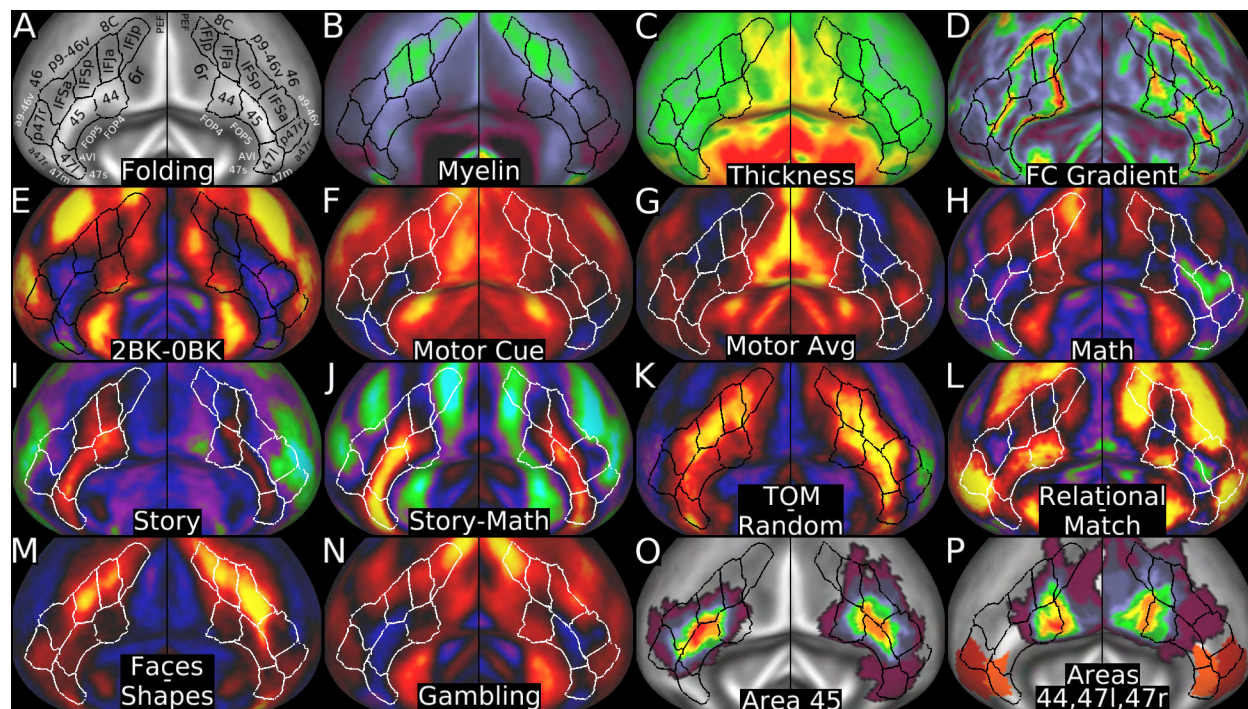 A
8C
PEF
PEF
8C
IFJp
IFJp
p9-46v
p9-46v
IFJa
IFJa
46
IFSp
6r
6r
IFSp
46
IFSa
44
44
IFSa
a9-46v
p47r
45
45
p47r
a9-46v
FOP5
FOP4
FOP4
FOP5
a47r
47l
AVI
AVI
47l
a47r
47m
47s
47s
47m
Folding
B
Myelin
C
Thickness
D
FC Gradient
E
2BK-0BK
F
Motor Cue
G
Motor Avg
H
Math
I
Story
J
Story-Math
K
TOM
-
Random
L
Relational
-
Match
M
Faces
-
Shapes
N
Gambling
O
Area 45
P
Areas
44,47l,47r